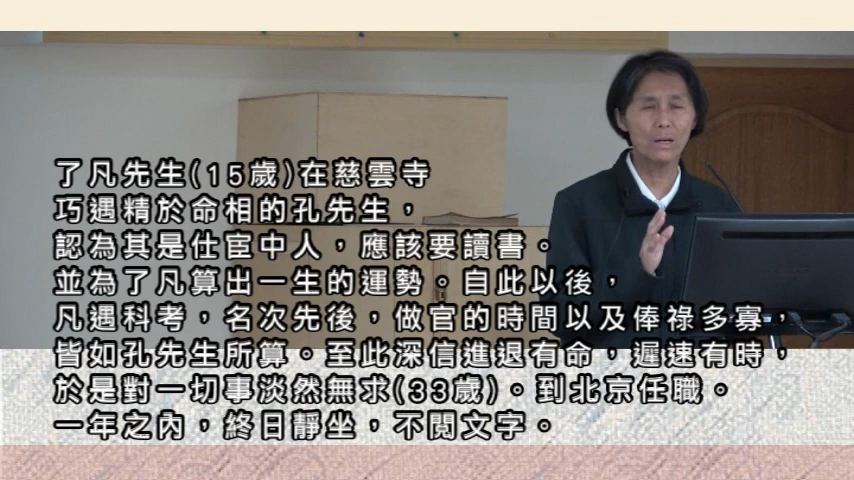 了凡先生(15歲)在慈雲寺
巧遇精於命相的孔先生，
認為其是仕宦中人，應該要讀書。
並為了凡算出一生的運勢。自此以後，
凡遇科考，名次先後，做官的時間以及俸祿多寡，
皆如孔先生所算。至此深信進退有命，遲速有時，
於是對一切事淡然無求(33歲)。到北京任職。
一年之內，終日靜坐，不閱文字。